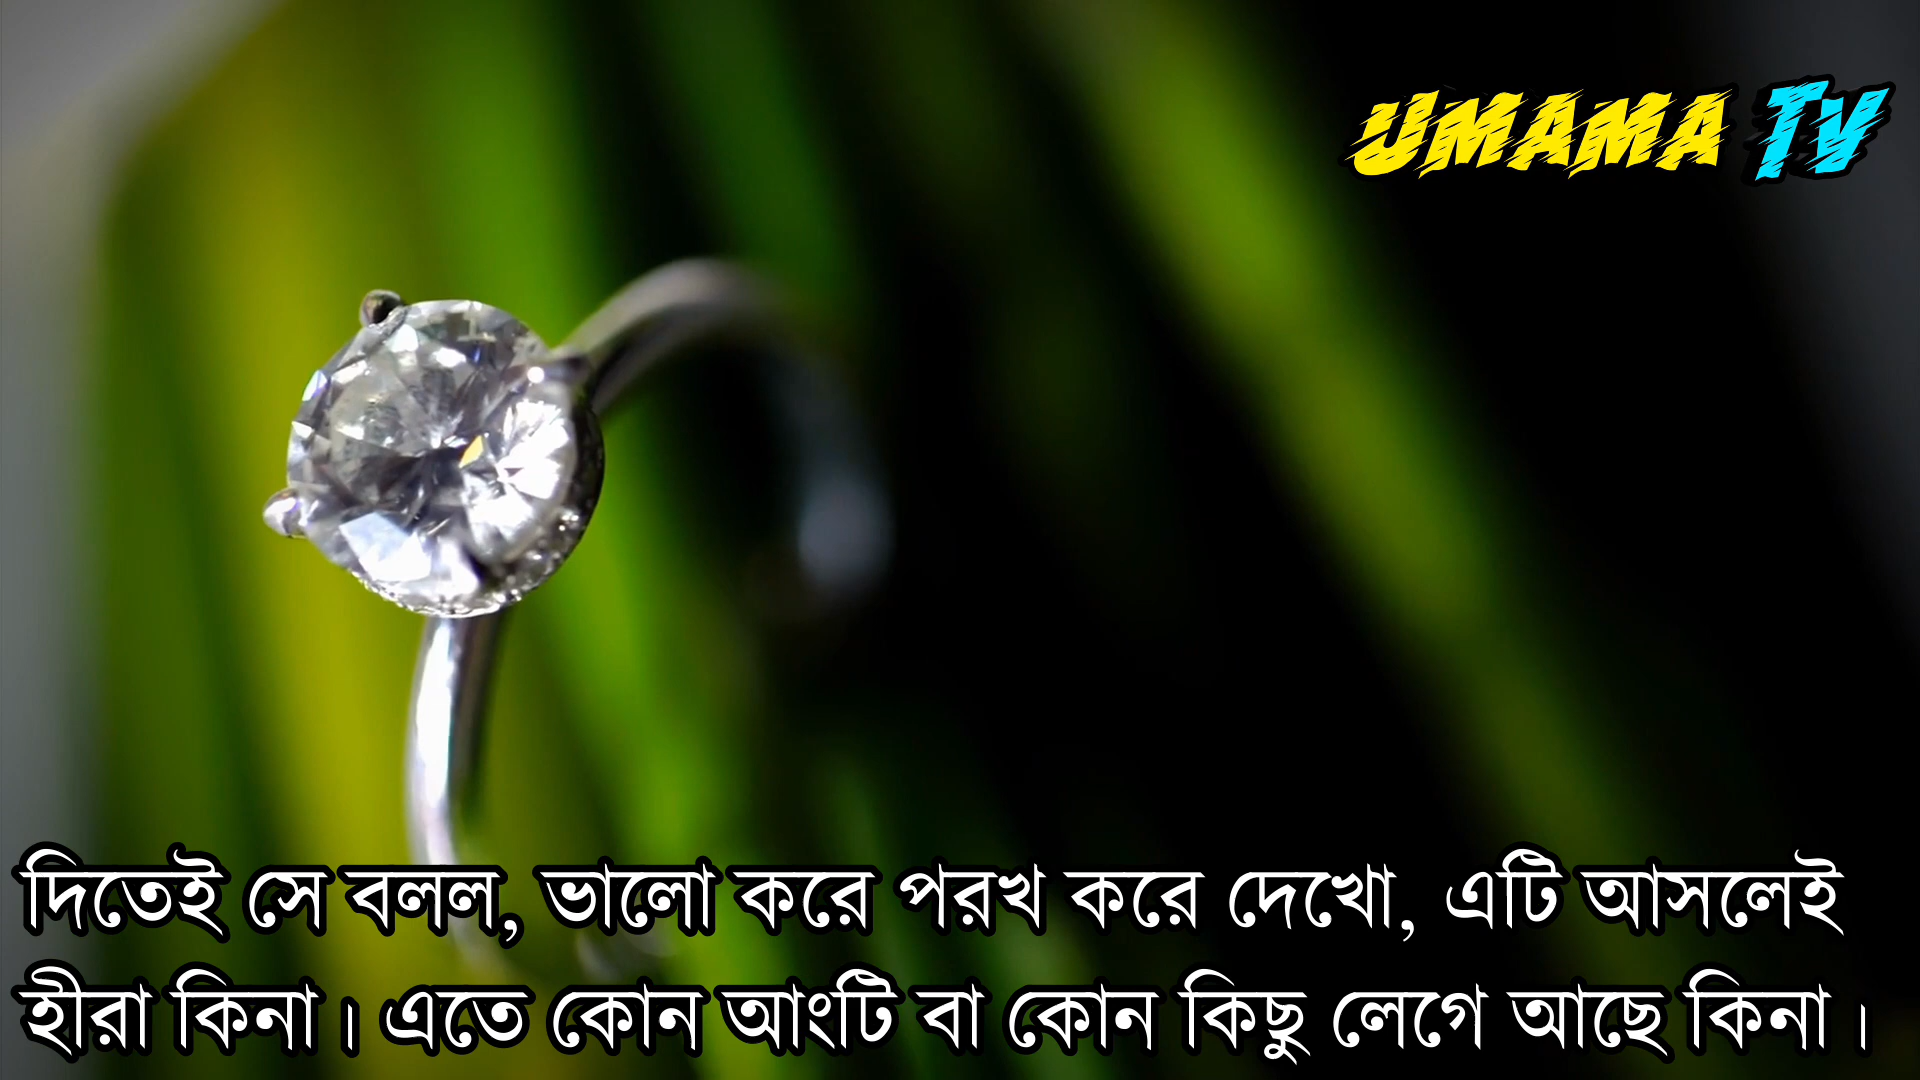 UMAMA TV
দিতেই সে বলল, ভালো করে পরখ করে দেখো, এটি আসলেই
হীরা কিনা। এতে কোন আংটি বা কোন কিছু লেগে আছে কিনা।